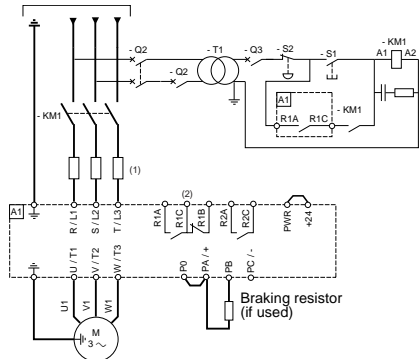 - Q2
- T1
- Q3
- S2
- S1
- KM1
A1
A2
- Q2
A1
R1A
R1C
- KM1
- KM1
(1)
A1
R / L1
S / L2
T / L3
(2)
R1A
R1C
R1B
R2A
R2C
PWR
+24
U / T1
V / T2
W / T3
P0
PA / +
PB
PC / -
U1
V1
W1
M
3 ~
Braking resistor
(if used)